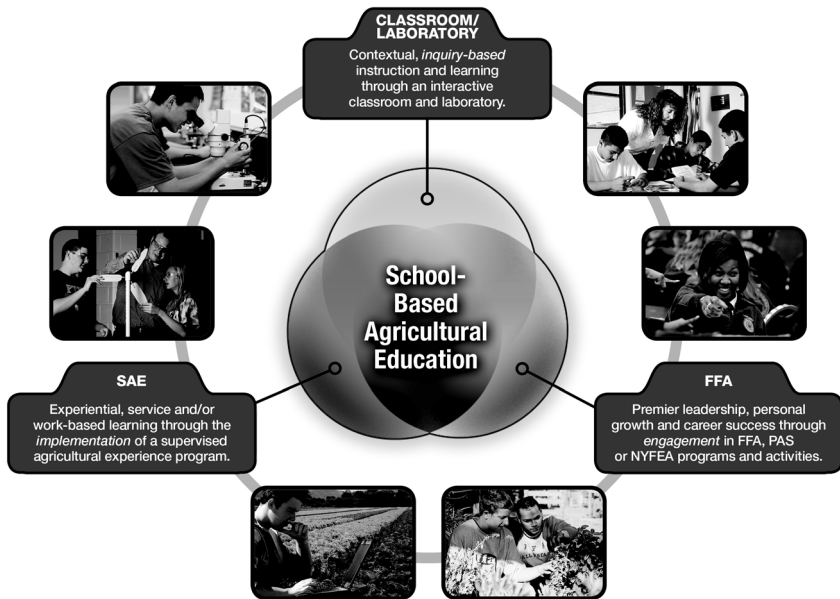 CLASSROOM/
LABORATORY
Contextual, inquiry-based
instruction and learning
through an interactive
classroom and laboratory.
School-
Based
Agricultural
Education
SAE
Experiential, service and/or
work-based learning through the
implementation of a supervised
agricultural experience program.
FFA
Premier leadership, personal
growth and career success through
engagement in FFA, PAS
or NYFEA programs and activities.